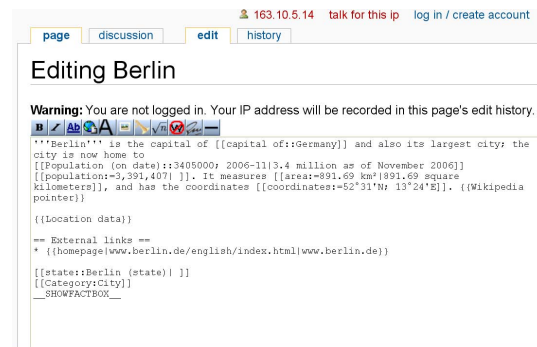 163.10.5.14 talk for this ip log in / create account
page discussion edit history
Editing Berlin
Warning: You are not logged in. Your IP address will be recorded in this page's edit history.
B I Ab A √n W
'''Berlin''' is the capital of [[capital of::Germany]] and also its largest city; the
city is now home to
[[Population (on date)::3405000; 2006-11|3.4 million as of November 2006]]
[[population:=3,391,407| ]]. It measures [[area:=891.69 km²|891.69 square
kilometers]], and has the coordinates [[coordinates:=52°31'N; 13°24'E]]. {{Wikipedia
pointer}}
{{Location data}}
== External links ==
* {{homepage|www.berlin.de/english/index.html|www.berlin.de}}
[[state::Berlin (state)| ]]
[[Category:City]]
__SHOWFACTBOX__